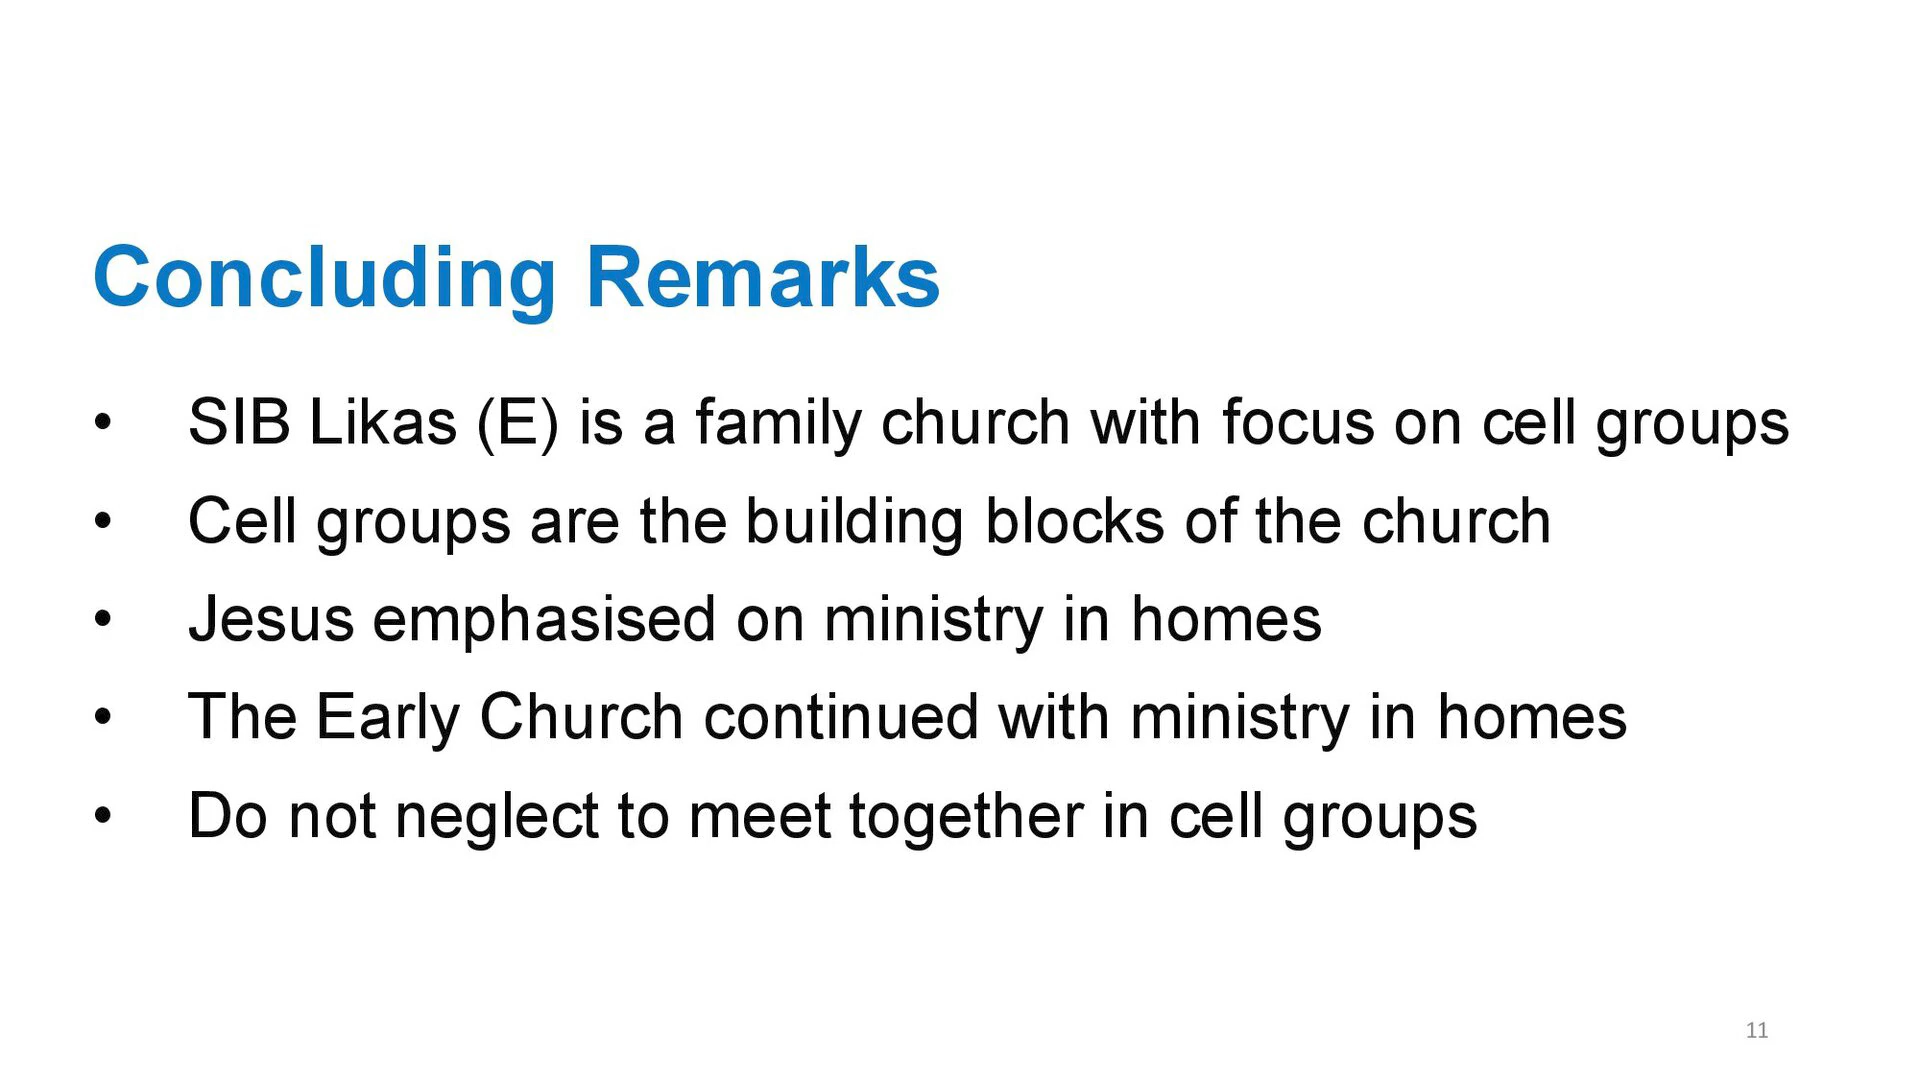 Concluding Remarks
• SIB Likas (E) is a family church with focus on cell groups
• Cell groups are the building blocks of the church
• Jesus emphasised on ministry in homes
• The Early Church continued with ministry in homes
• Do not neglect to meet together in cell groups
11